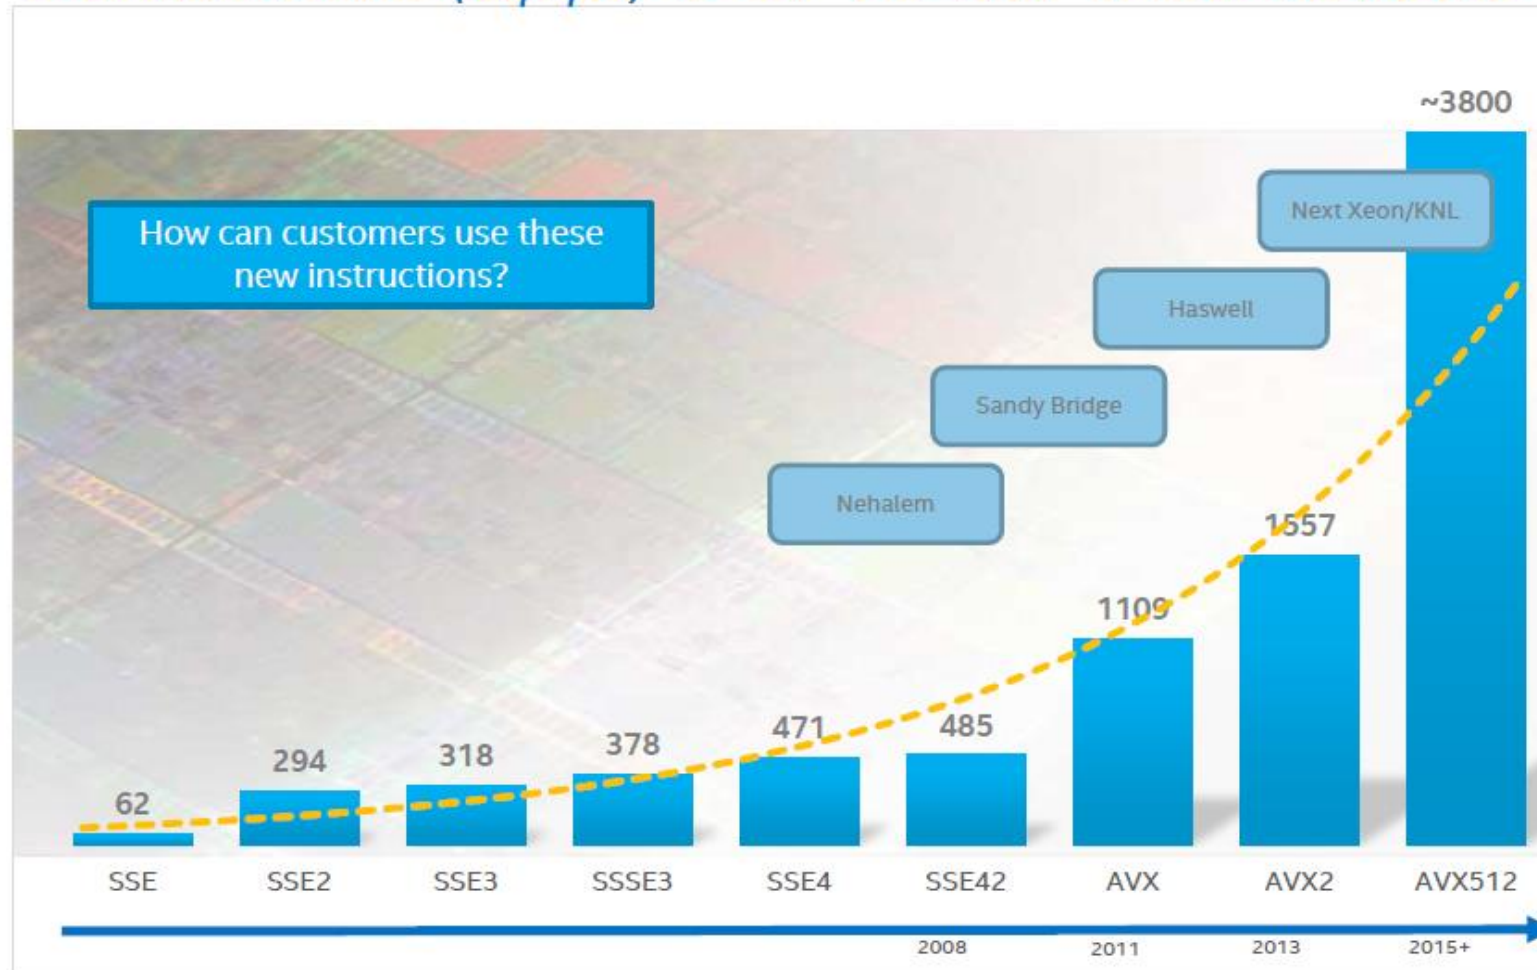 ~3800
Next Xeon/KNL
How can customers use these
new instructions?
Haswell
Sandy Bridge
Nehalem
1557
1109
62
294
318
378
471
485
SSE
SSE2
SSE3
SSSE3
SSE4
SSE42
AVX
AVX2
AVX512
2008
2011
2013
2015+